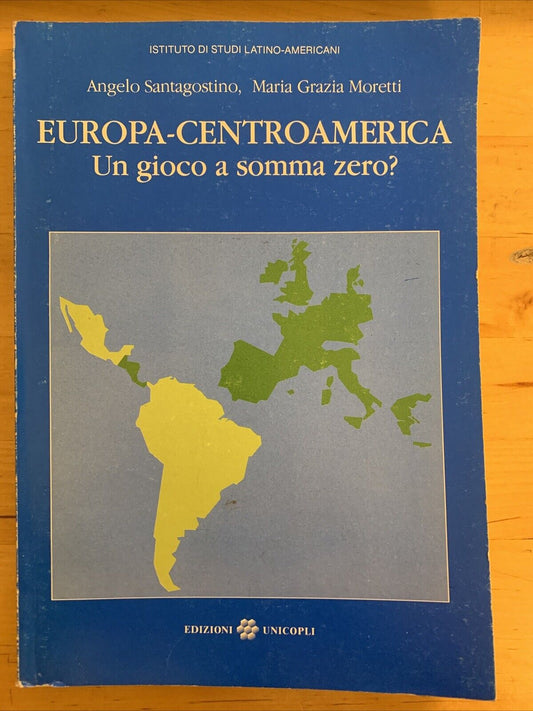 ISTITUTO DI STUDI LATINO-AMERICANI
Angelo Santagostino, Maria Grazia Moretti
EUROPA-CENTROAMERICA
Un gioco a somma zero?
EDIZIONI UNICOPLI